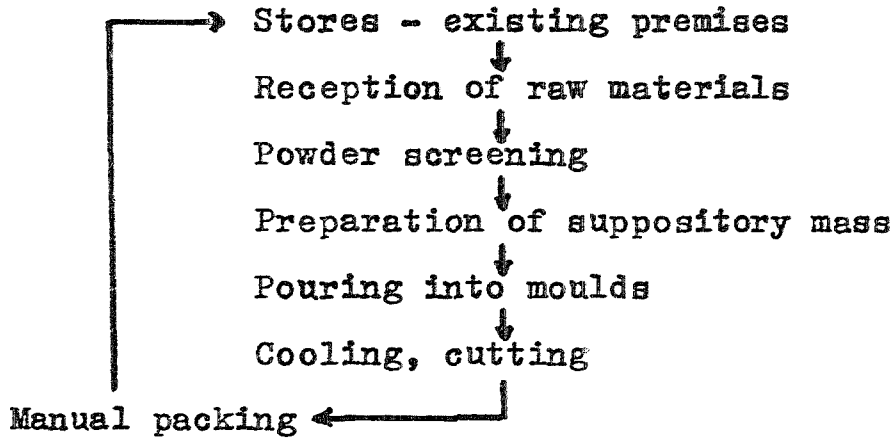 Stores - existing premises
Reception of raw materials
Powder screening
Preparation of suppository mass
Pouring into moulds
Cooling, cutting
Manual packing